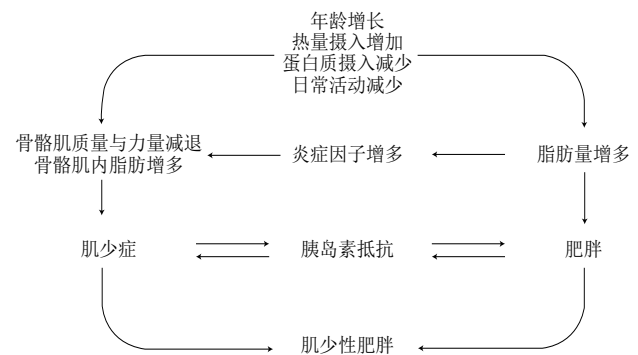 年龄增长
热量摄入增加
蛋白质摄入减少
日常活动减少
骨骼肌质量与力量减退
骨骼肌内脂肪增多
炎症因子增多
脂肪量增多
肌少症
胰岛素抵抗
肥胖
肌少性肥胖